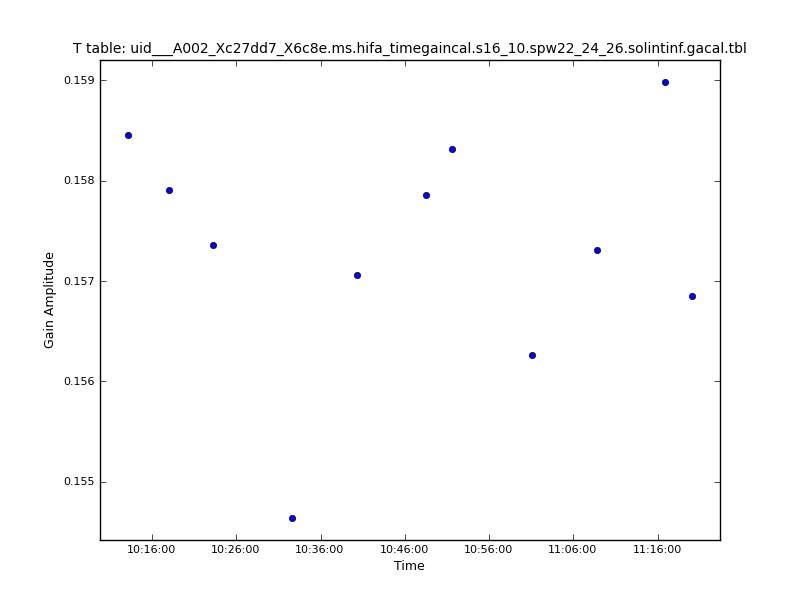 T table: uid___A002_Xc27dd7_X6c8e.ms.hifa_timegaincal.s16_10.spw22_24_26.solintinf.gacal.tbl
0.159
0.158
0.157
0.156
0.155
Gain Amplitude
10:16:00 10:26:00 10:36:00 10:46:00 10:56:00 11:06:00 11:16:00
Time